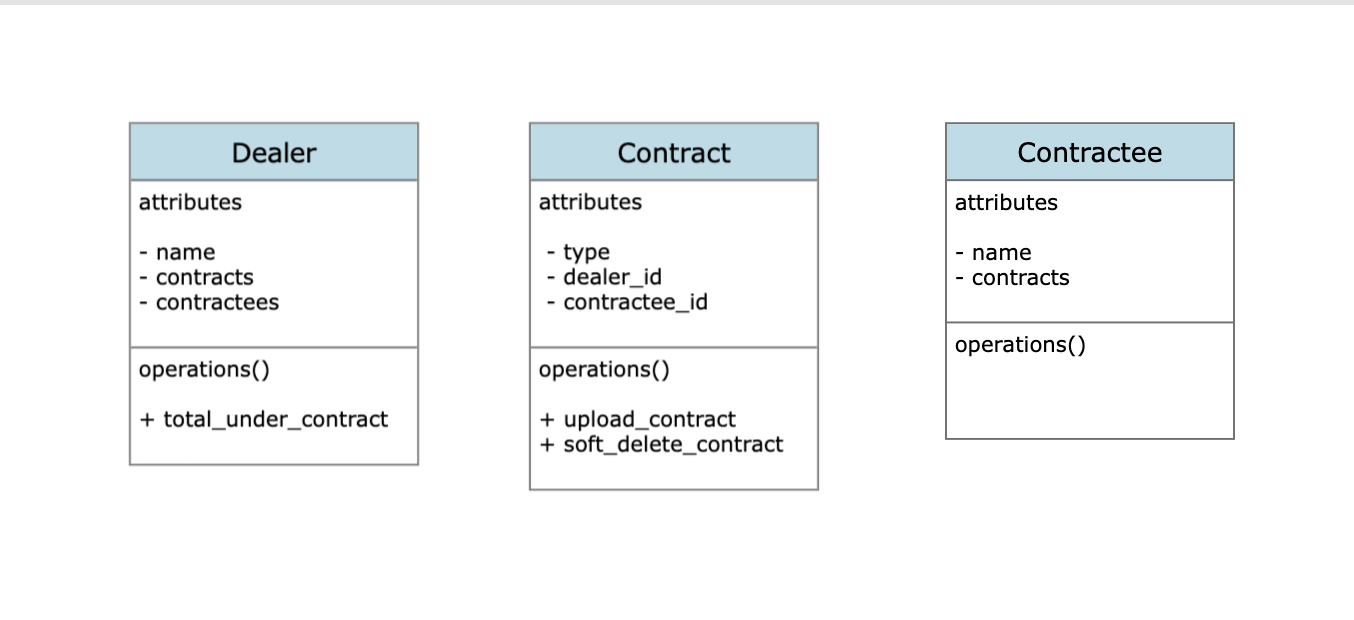 Dealer
attributes
- name
- contracts
- contractees
operations()
+ total_under_contract
Contract
attributes
- type
- dealer_id
- contractee_id
operations()
+ upload_contract
+ soft_delete_contract
Contractee
attributes
- name
- contracts
operations()